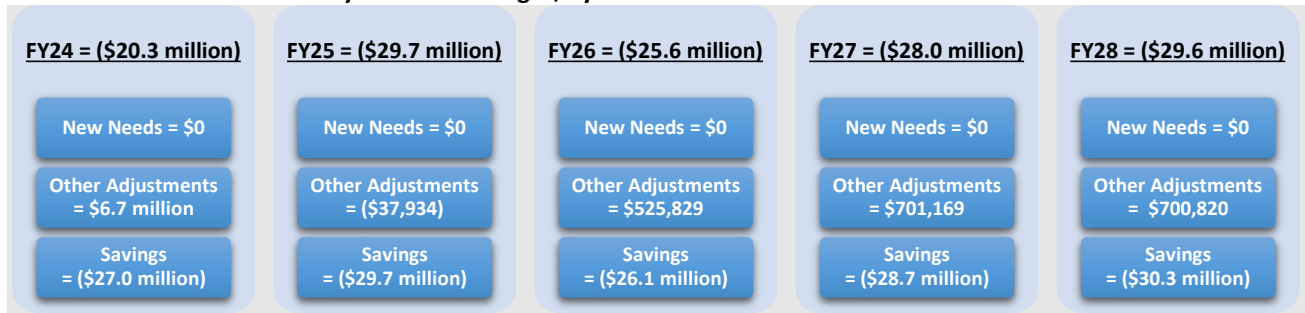 FY24 = ($20.3 million)
New Needs = $0
Other Adjustments
= $6.7 million
Savings
= ($27.0 million)
FY25 = ($29.7 million)
New Needs = $0
Other Adjustments
= ($37,934)
Savings
= ($29.7 million)
FY26 = ($25.6 million)
New Needs = $0
Other Adjustments
= $525,829
Savings
= ($26.1 million)
FY27 = ($28.0 million)
New Needs = $0
Other Adjustments
= $701,169
Savings
= ($28.7 million)
FY28 = ($29.6 million)
New Needs = $0
Other Adjustments
= $700,820
Savings
= ($30.3 million)